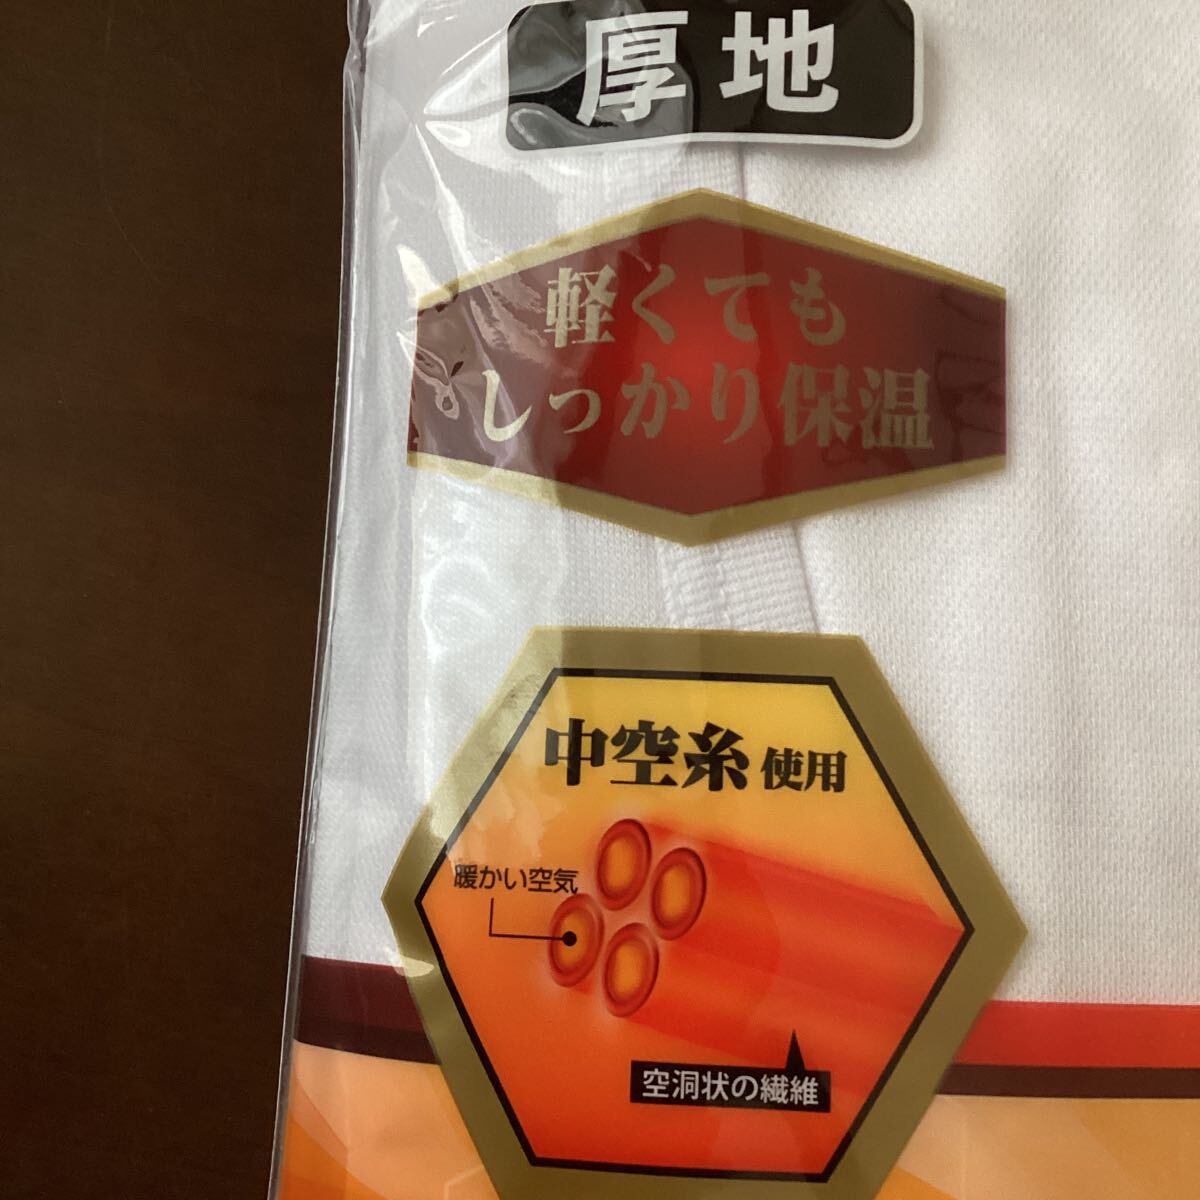 厚地
軽くても
しっかり保温
中空糸使用
暖かい空気
空洞状の繊維